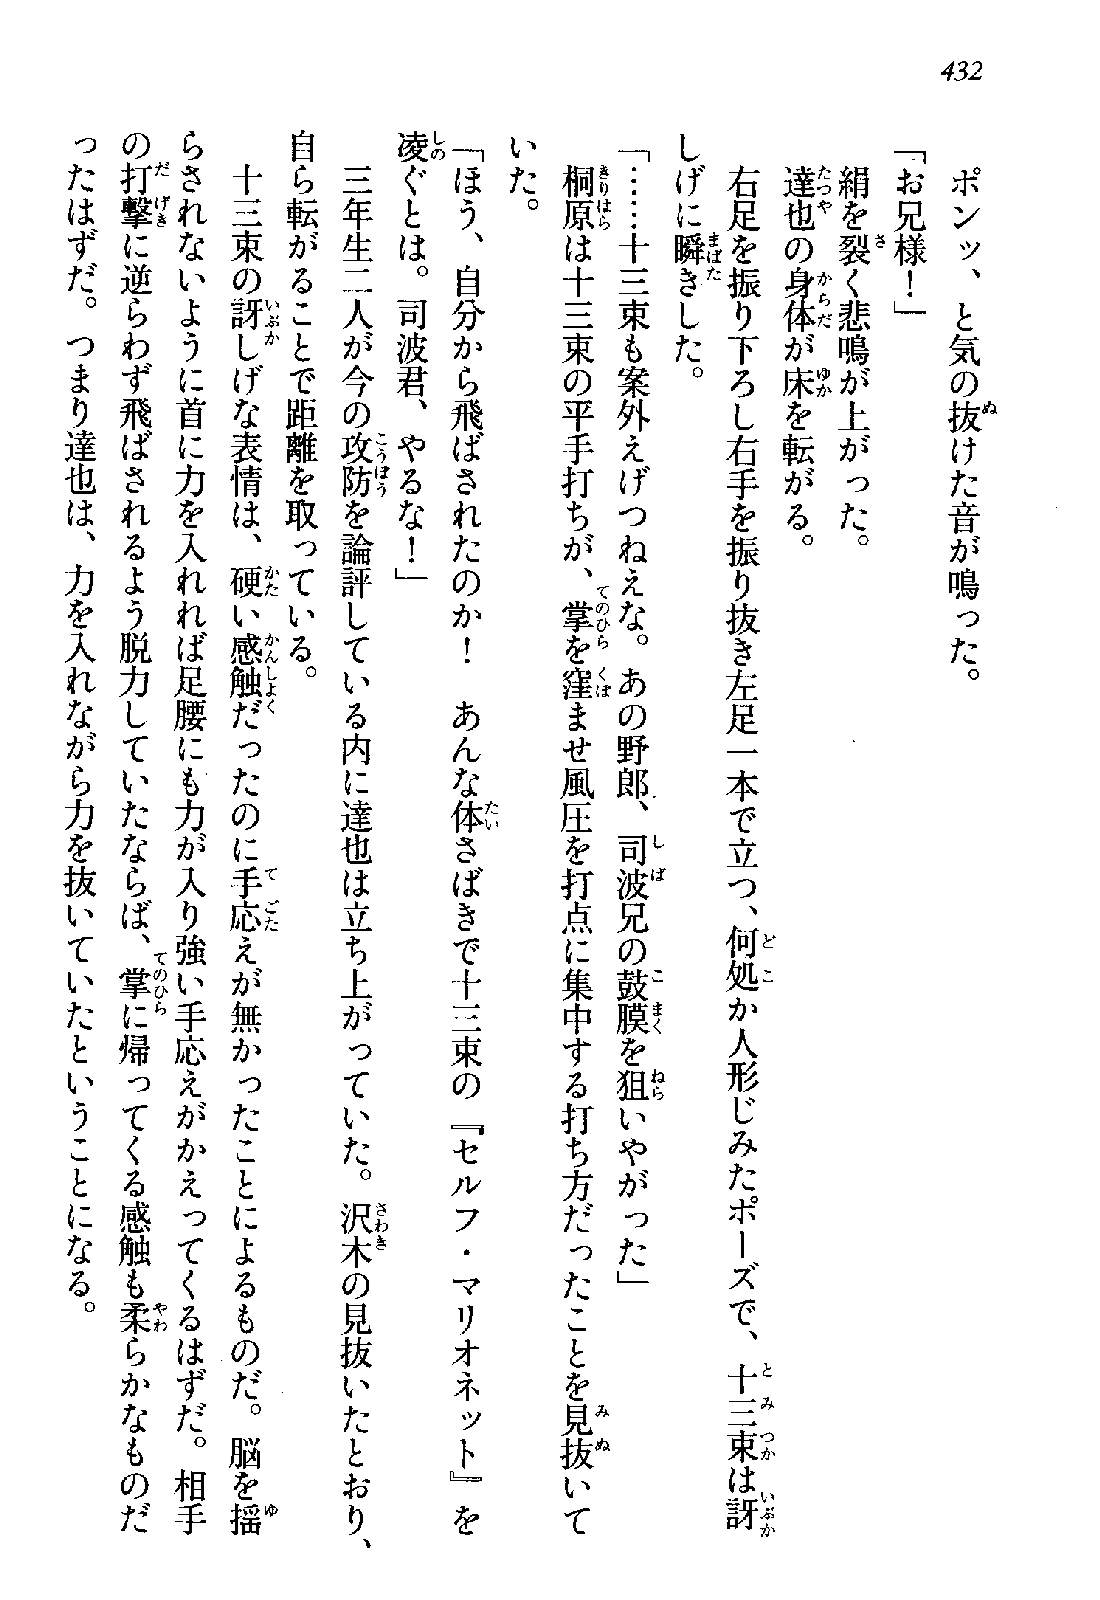 432
ポンッ、と気の抜けた音が鳴った。
「お兄様！」
絹を裂く悲鳴が上がった。
達也の身体が床を転がる。
右足を振り下ろし右手を振り抜き左足一本で立つ、何処か人形じみたポーズで、十三束は訝
しげに瞬きした。
「……十三束も案外えげつねえな。あの野郎、司波兄の鼓膜を狙いやがった」
桐原は十三束の平手打ちが、掌を窪ませ風圧を打点に集中する打ち方だったことを見抜いて
いた。
「ほう、自分から飛ばされたのか！　あんな体さばきで十三束の『セルフ・マリオネット』を
凌ぐとは。司波君、やるな！」
三年生二人が今の攻防を論評している内に達也は立ち上がっていた。沢木の見抜いたとおり、
自ら転がることで距離を取っている。
十三束の訝しげな表情は、硬い感触だったのに手応えが無かったことによるものだ。脳を揺
らされないように首に力を入れれば足腰にも力が入り強い手応えがかえってくるはずだ。相手
の打撃に逆らわず飛ばされるよう脱力していたならば、掌に帰ってくる感触も柔らかなものだ
ったはずだ。つまり達也は、力を入れながら力を抜いていたということになる。